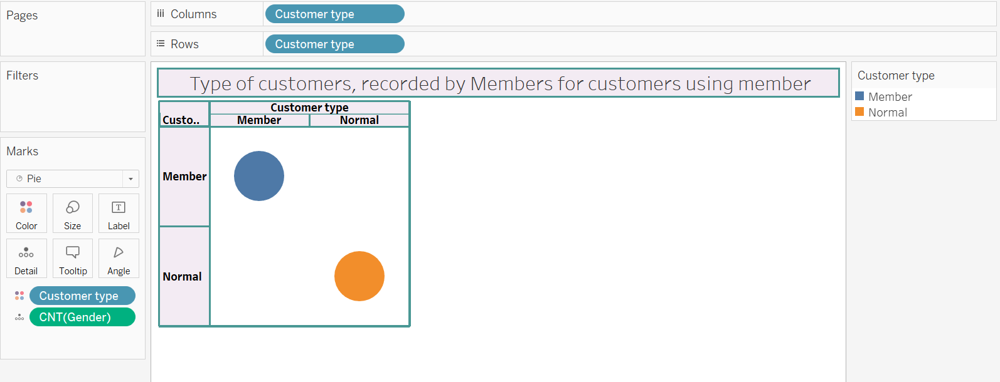 Pages
Columns
Customer type
Rows
Customer type
Filters
Marks
Pie
Color
Size
Label
Detail
Tooltip
Angle
Customer type
CNT(Gender)
Type of customers, recorded by Members for customers using member
Customer type
Custo..
Member
Normal
Member
Normal
Customer type
Member
Normal